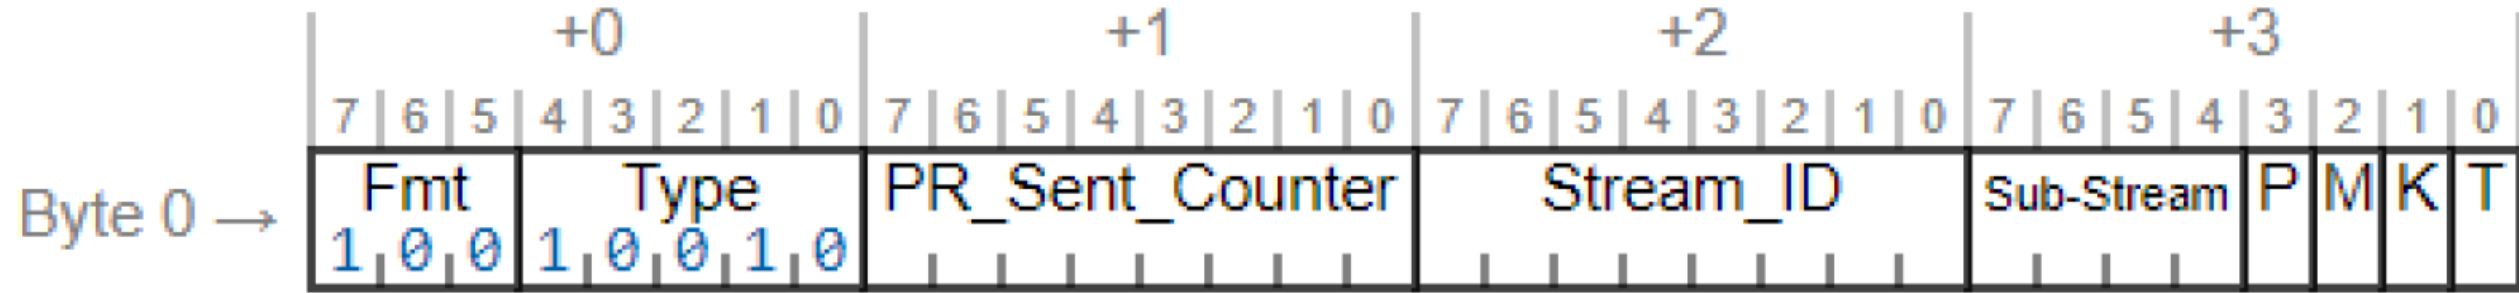 +0 +1 +2 +3
7 6 5 4 3 2 1 0 7 6 5 4 3 2 1 0 7 6 5 4 3 2 1 0 7 6 5 4 3 2 1 0
Fmt Type PR_Sent_Counter Stream_ID Sub-Stream P M K T
Byte 0 →
1 0 0 1 0 0 1 0